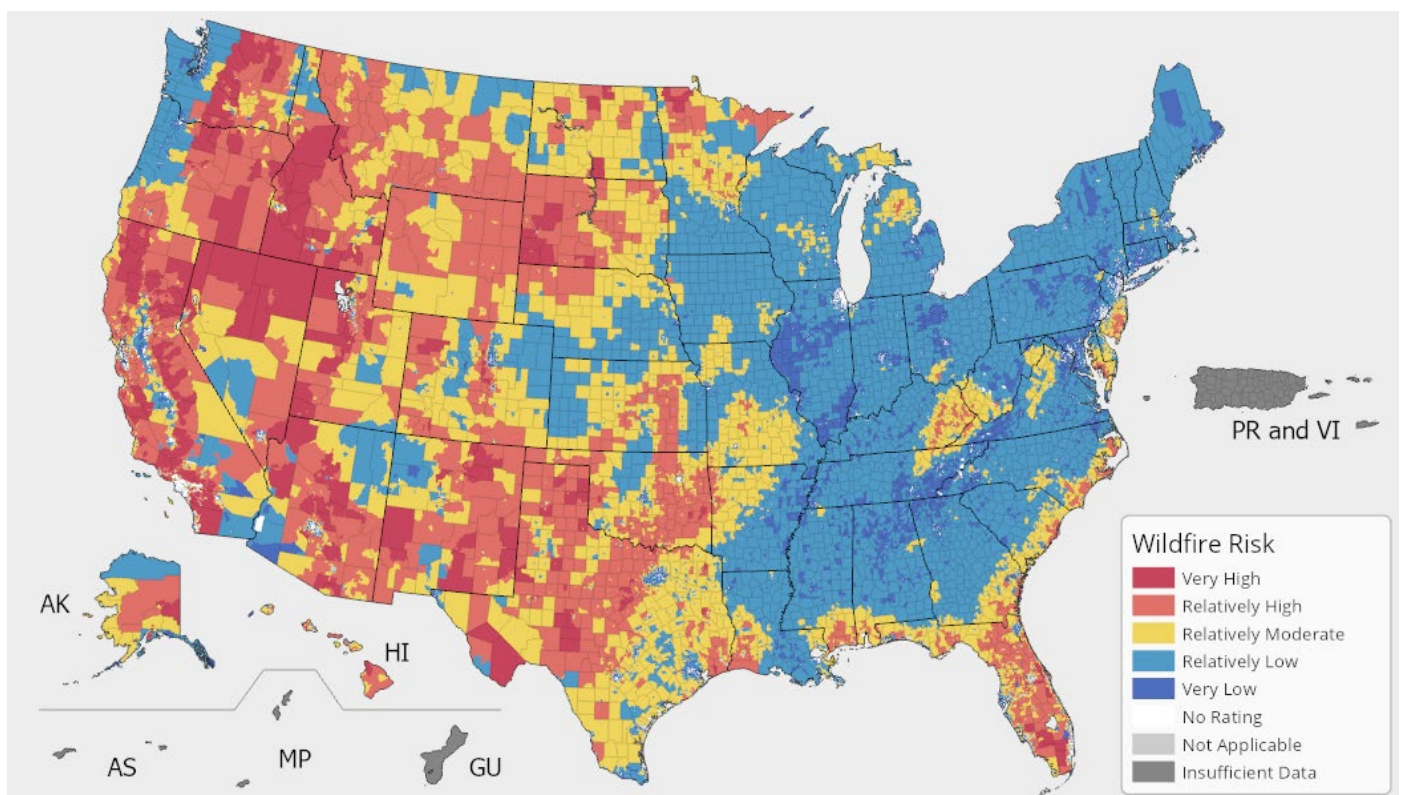 PR and VI
Wildfire Risk
Very High
Relatively High
Relatively Moderate
Relatively Low
Very Low
No Rating
Not Applicable
Insufficient Data
AK
HI
AS
MP
GU